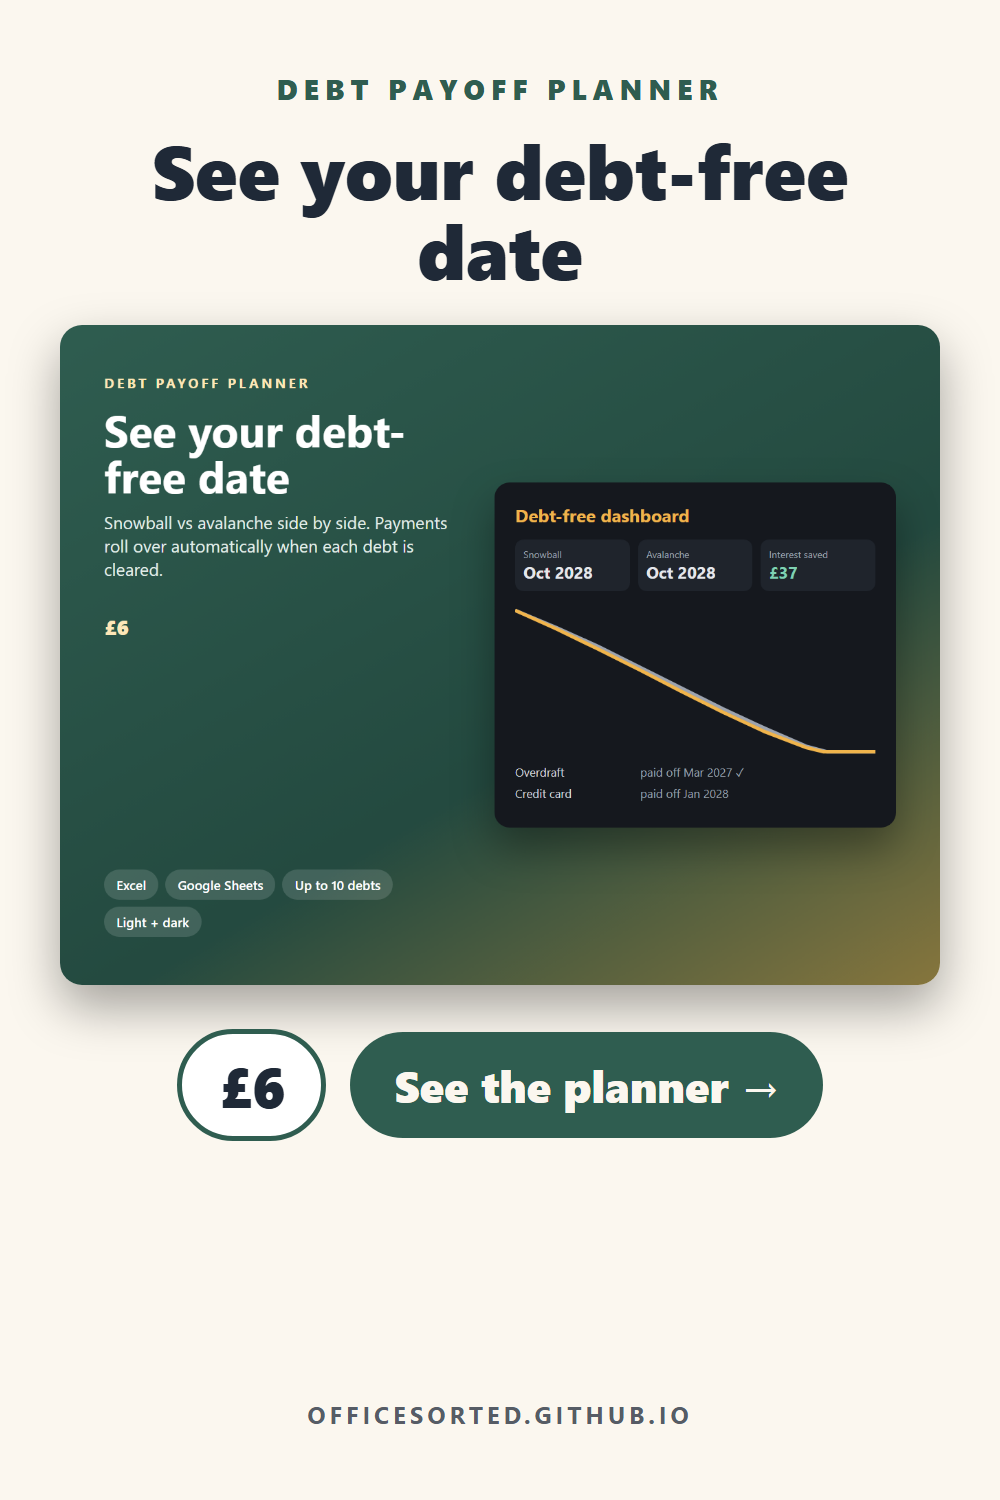 DEBT PAYOFF PLANNER
See your debt-free
date
DEBT PAYOFF PLANNER
See your debt-
free date
Snowball vs avalanche side by side. Payments
roll over automatically when each debt is
cleared.
£6
Debt-free dashboard
Snowball
Oct 2028
Avalanche
Oct 2028
Interest saved
£37
Overdraft paid off Mar 2027 ✓
Credit card paid off Jan 2028
Excel
Google Sheets
Up to 10 debts
Light + dark
£6
See the planner →
OFFICESORTED.GITHUB.IO